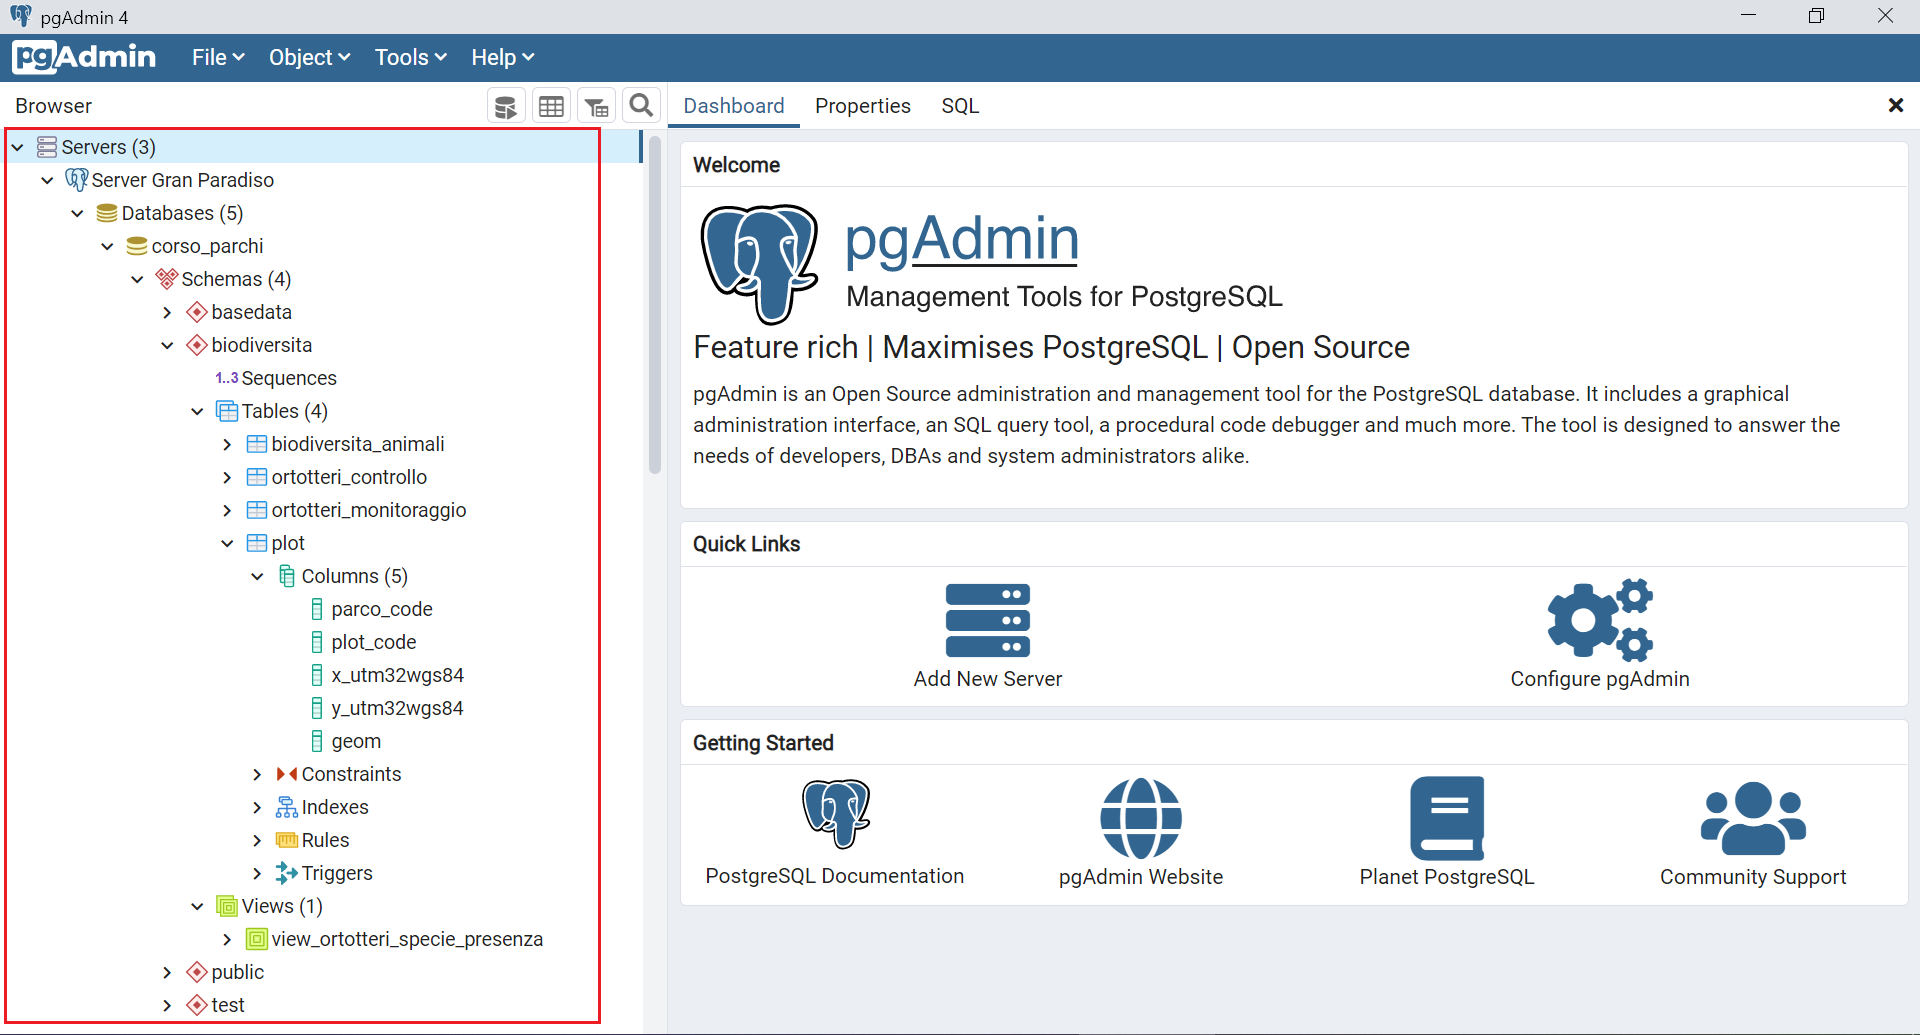 pgAdmin 4
pgAdmin File Object Tools Help
Browser
Dashboard Properties SQL
Servers (3)
Server Gran Paradiso
Databases (5)
corso_parchi
Schemas (4)
basedata
biodiversita
1..3 Sequences
Tables (4)
biodiversita_animali
ortotteri_controllo
ortotteri_monitoraggio
plot
Columns (5)
parco_code
plot_code
x_utm32wgs84
y_utm32wgs84
geom
Constraints
Indexes
Rules
Triggers
Views (1)
view_ortotteri_specie_presenza
public
test
Welcome
pgAdmin
Management Tools for PostgreSQL
Feature rich | Maximises PostgreSQL | Open Source
pgAdmin is an Open Source administration and management tool for the PostgreSQL database. It includes a graphical
administration interface, an SQL query tool, a procedural code debugger and much more. The tool is designed to answer the
needs of developers, DBAs and system administrators alike.
Quick Links
Add New Server
Configure pgAdmin
Getting Started
PostgreSQL Documentation
pgAdmin Website
Planet PostgreSQL
Community Support